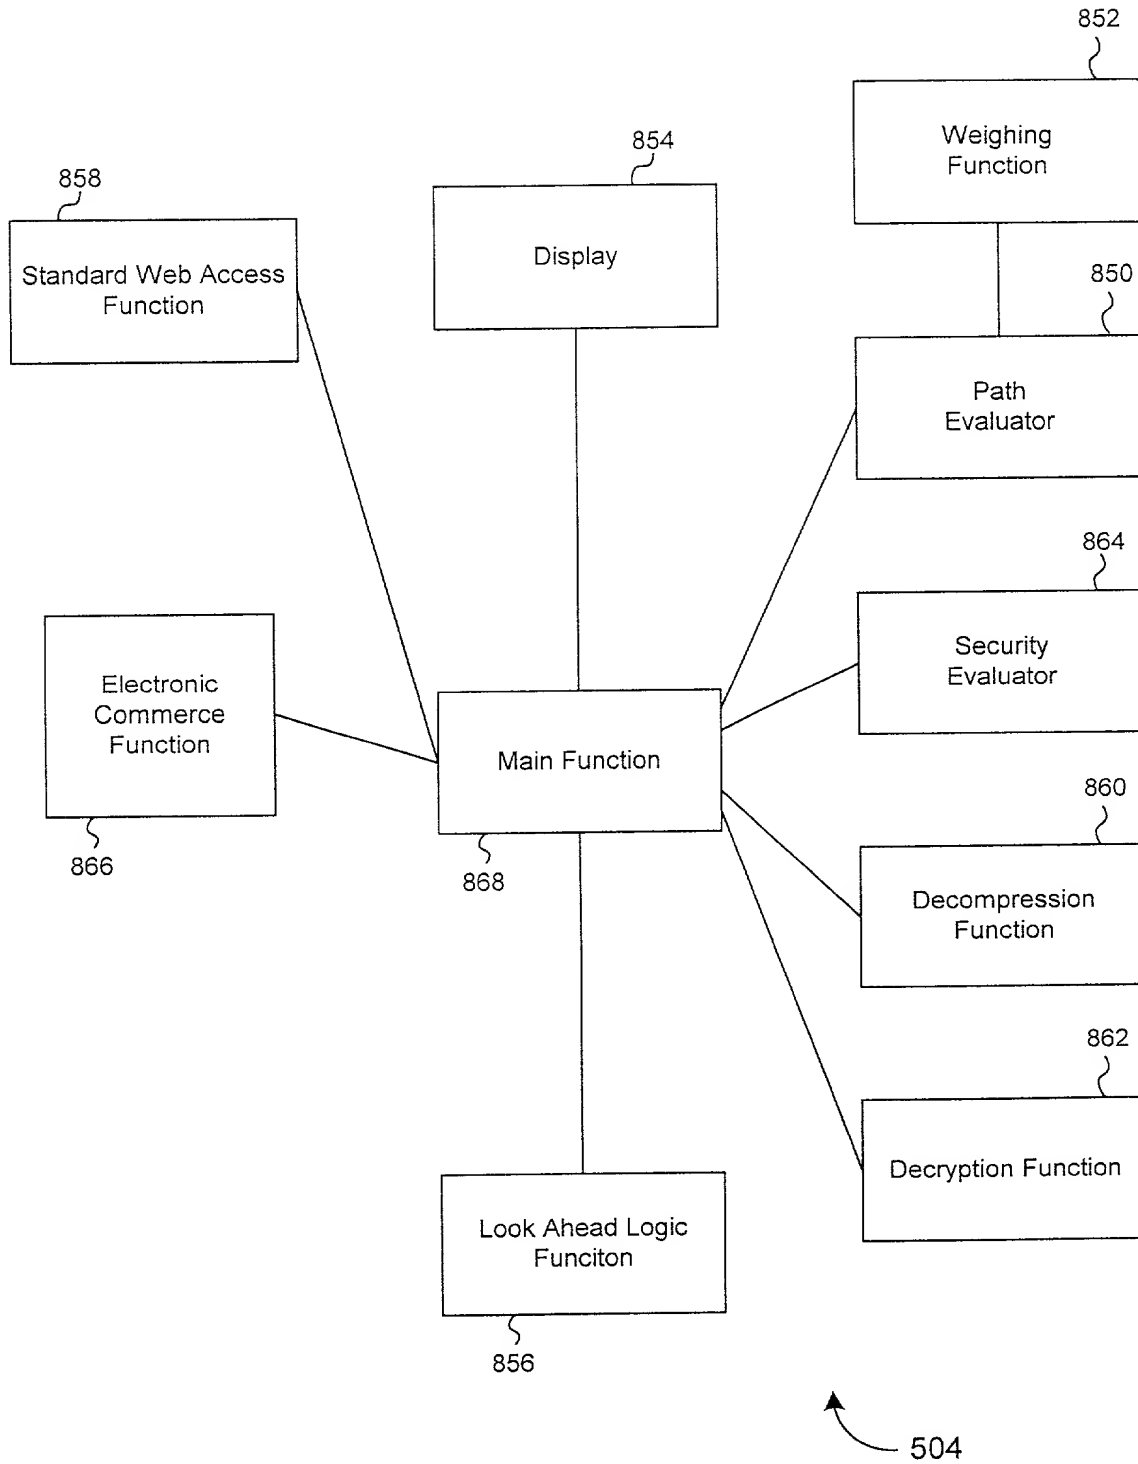 852
Weighing
Function
854
Display
858
Standard Web Access
Function
850
Path
Evaluator
864
Security
Evaluator
Electronic
Commerce
Function
866
Main Function
868
860
Decompression
Function
862
Decryption Function
Look Ahead Logic
Funciton
856
504